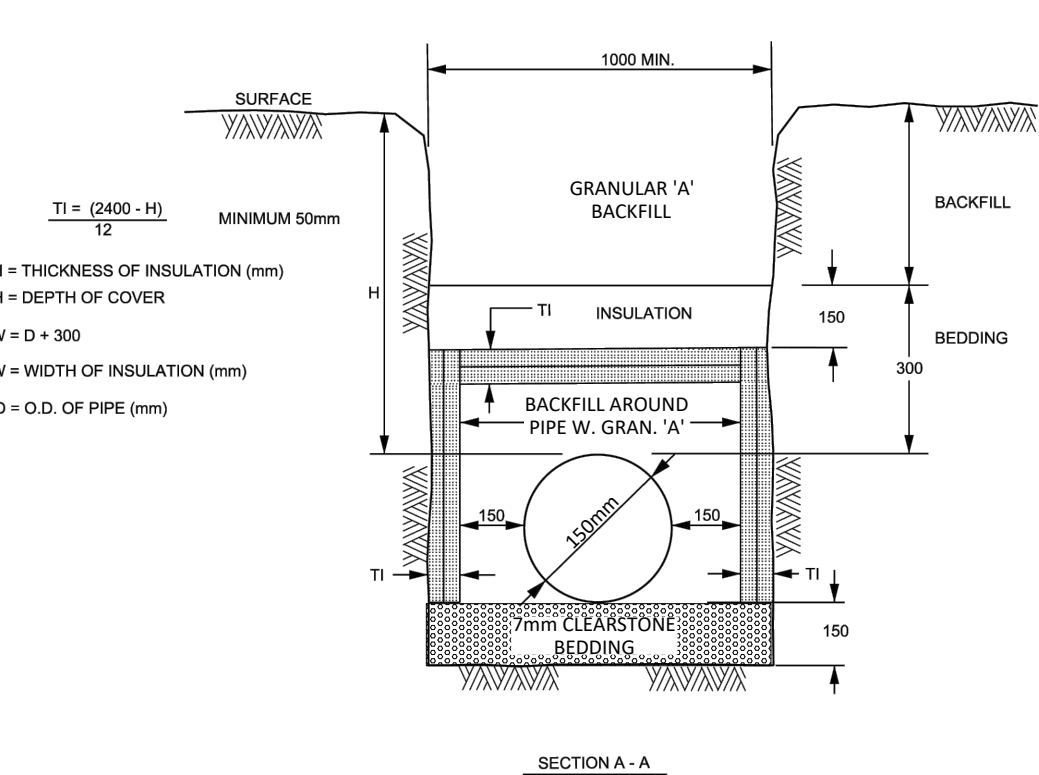 1000 MIN.
SURFACE
GRANULAR 'A'
BACKFILL
BACKFILL
TI = (2400 - H)
12
MINIMUM 50mm
I = THICKNESS OF INSULATION (mm)
H = DEPTH OF COVER
W = D + 300
W = WIDTH OF INSULATION (mm)
D = O.D. OF PIPE (mm)
H
TI
INSULATION
150
BEDDING
300
BACKFILL AROUND
PIPE W. GRAN. 'A'
150
150mm
150
TI
TI
7mm CLEARSTONE
BEDDING
150
SECTION A - A